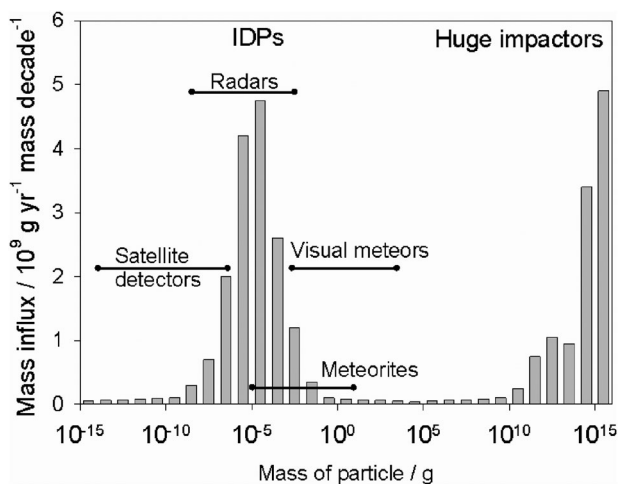 IDPs
Huge impactors
Radars
Satellite
detectors
Visual meteors
Meteorites
Mass influx / 10⁹ g yr⁻¹ mass decade⁻¹
6
5
4
3
2
1
0
10⁻¹⁵ 10⁻¹⁰ 10⁻⁵ 10⁰ 10⁵ 10¹⁰ 10¹⁵
Mass of particle / g